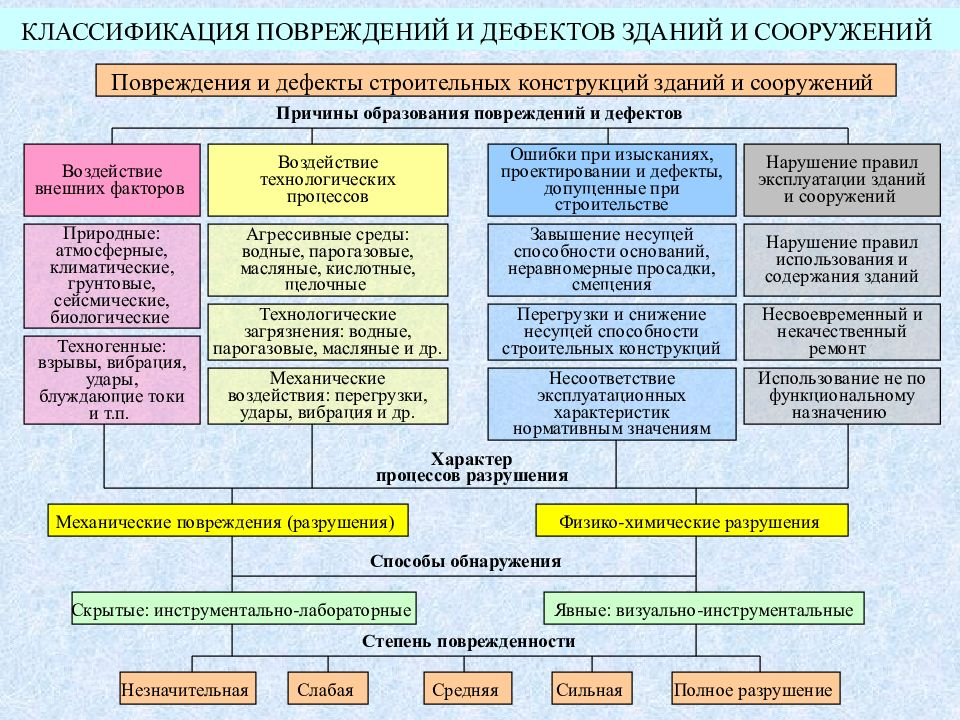 КЛАССИФИКАЦИЯ ПОВРЕЖДЕНИЙ И ДЕФЕКТОВ ЗДАНИЙ И СООРУЖЕНИЙ
Повреждения и дефекты строительных конструкций зданий и сооружений
Причины образования повреждений и дефектов
Воздействие
внешних факторов
Природные:
атмосферные,
климатические,
грунтовые,
сейсмические,
биологические
Техногенные:
взрывы, вибрация,
удары,
блуждающие токи
и т.п.
Воздействие
технологических
процессов
Агрессивные среды:
водные, парогазовые,
масляные, кислотные,
щелочные
Технологические
загрязнения: водные,
парогазовые, масляные и др.
Механические
воздействия: перегрузки,
удары, вибрация и др.
Ошибки при изысканиях,
проектировании и дефекты,
допущенные при
строительстве
Завышение несущей
способности оснований,
неравномерные просадки,
смещения
Перегрузки и снижение
несущей способности
строительных конструкций
Несоответствие
эксплуатационных
характеристик
нормативным значениям
Нарушение правил
эксплуатации зданий
и сооружений
Нарушение правил
использования и
содержания зданий
Несвоевременный и
некачественный
ремонт
Использование не по
функциональному
назначению
Характер
процессов разрушения
Механические повреждения (разрушения)
Физико-химические разрушения
Способы обнаружения
Скрытые: инструментально-лабораторные
Явные: визуально-инструментальные
Степень поврежденности
Незначительная
Слабая
Средняя
Сильная
Полное разрушение